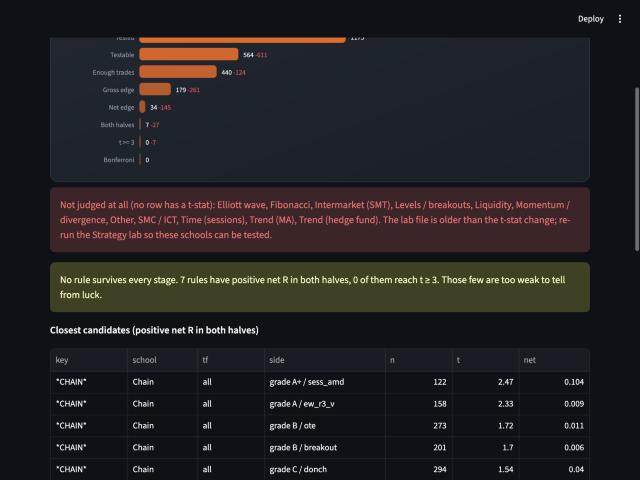 Deploy
Tested 1175
Testable 564 -611
Enough trades 440 -124
Gross edge 179 -261
Net edge 34 -145
Both halves 7 -27
t >= 3 0 -7
Bonferroni 0
Not judged at all (no row has a t-stat): Elliott wave, Fibonacci, Intermarket (SMT), Levels / breakouts, Liquidity, Momentum /
divergence, Other, SMC / ICT, Time (sessions), Trend (MA), Trend (hedge fund). The lab file is older than the t-stat change; re-
run the Strategy lab so these schools can be tested.
No rule survives every stage. 7 rules have positive net R in both halves, 0 of them reach t ≥ 3. Those few are too weak to tell
from luck.
Closest candidates (positive net R in both halves)
key school tf side n t net
*CHAIN* Chain all grade A+ / sess_amd 122 2.47 0.104
*CHAIN* Chain all grade A / ew_r3_v 158 2.33 0.009
*CHAIN* Chain all grade B / ote 273 1.72 0.011
*CHAIN* Chain all grade B / breakout 201 1.7 0.006
*CHAIN* Chain all grade C / donch 294 1.54 0.04